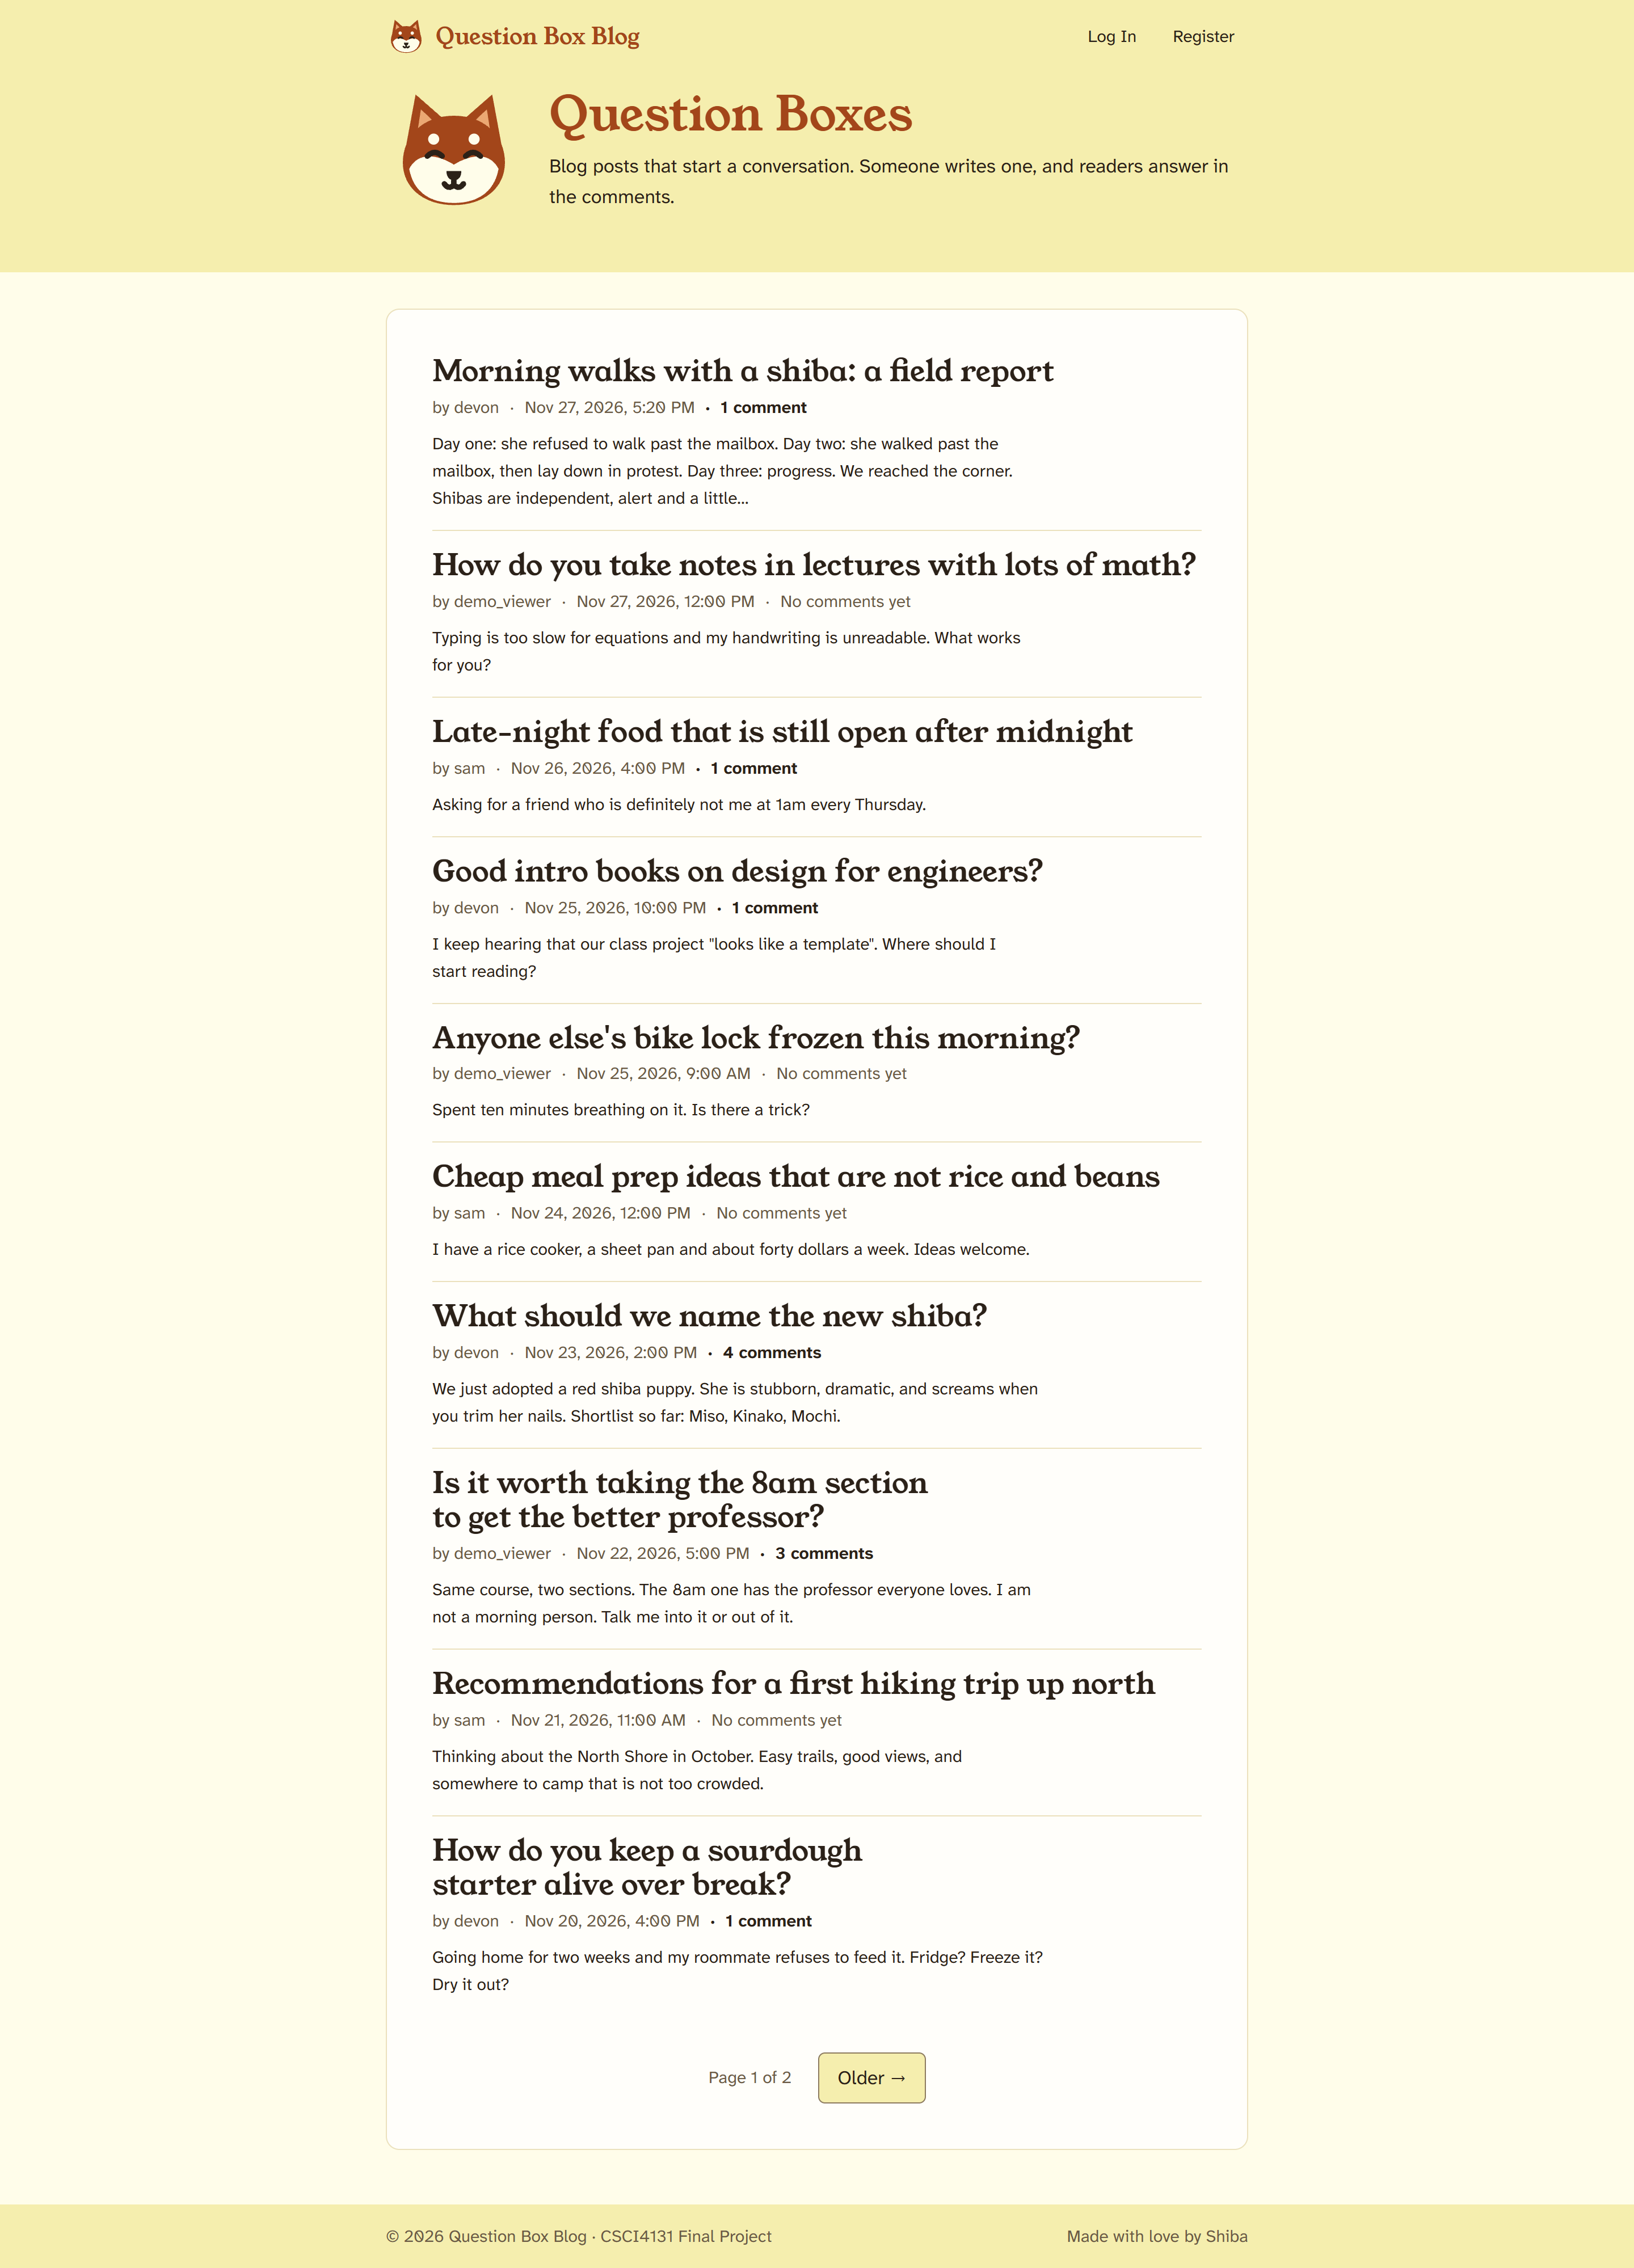 Question Box Blog
Log In
Register
Question Boxes
Blog posts that start a conversation. Someone writes one, and readers answer in
the comments.
Morning walks with a shiba: a field report
by devon · Nov 27, 2026, 5:20 PM · 1 comment
Day one: she refused to walk past the mailbox. Day two: she walked past the
mailbox, then lay down in protest. Day three: progress. We reached the corner.
Shibas are independent, alert and a little...
How do you take notes in lectures with lots of math?
by demo_viewer · Nov 27, 2026, 12:00 PM · No comments yet
Typing is too slow for equations and my handwriting is unreadable. What works
for you?
Late-night food that is still open after midnight
by sam · Nov 26, 2026, 4:00 PM · 1 comment
Asking for a friend who is definitely not me at 1am every Thursday.
Good intro books on design for engineers?
by devon · Nov 25, 2026, 10:00 PM · 1 comment
I keep hearing that our class project "looks like a template". Where should I
start reading?
Anyone else's bike lock frozen this morning?
by demo_viewer · Nov 25, 2026, 9:00 AM · No comments yet
Spent ten minutes breathing on it. Is there a trick?
Cheap meal prep ideas that are not rice and beans
by sam · Nov 24, 2026, 12:00 PM · No comments yet
I have a rice cooker, a sheet pan and about forty dollars a week. Ideas welcome.
What should we name the new shiba?
by devon · Nov 23, 2026, 2:00 PM · 4 comments
We just adopted a red shiba puppy. She is stubborn, dramatic, and screams when
you trim her nails. Shortlist so far: Miso, Kinako, Mochi.
Is it worth taking the 8am section
to get the better professor?
by demo_viewer · Nov 22, 2026, 5:00 PM · 3 comments
Same course, two sections. The 8am one has the professor everyone loves. I am
not a morning person. Talk me into it or out of it.
Recommendations for a first hiking trip up north
by sam · Nov 21, 2026, 11:00 AM · No comments yet
Thinking about the North Shore in October. Easy trails, good views, and
somewhere to camp that is not too crowded.
How do you keep a sourdough
starter alive over break?
by devon · Nov 20, 2026, 4:00 PM · 1 comment
Going home for two weeks and my roommate refuses to feed it. Fridge? Freeze it?
Dry it out?
Page 1 of 2
Older →
© 2026 Question Box Blog · CSCI4131 Final Project
Made with love by Shiba